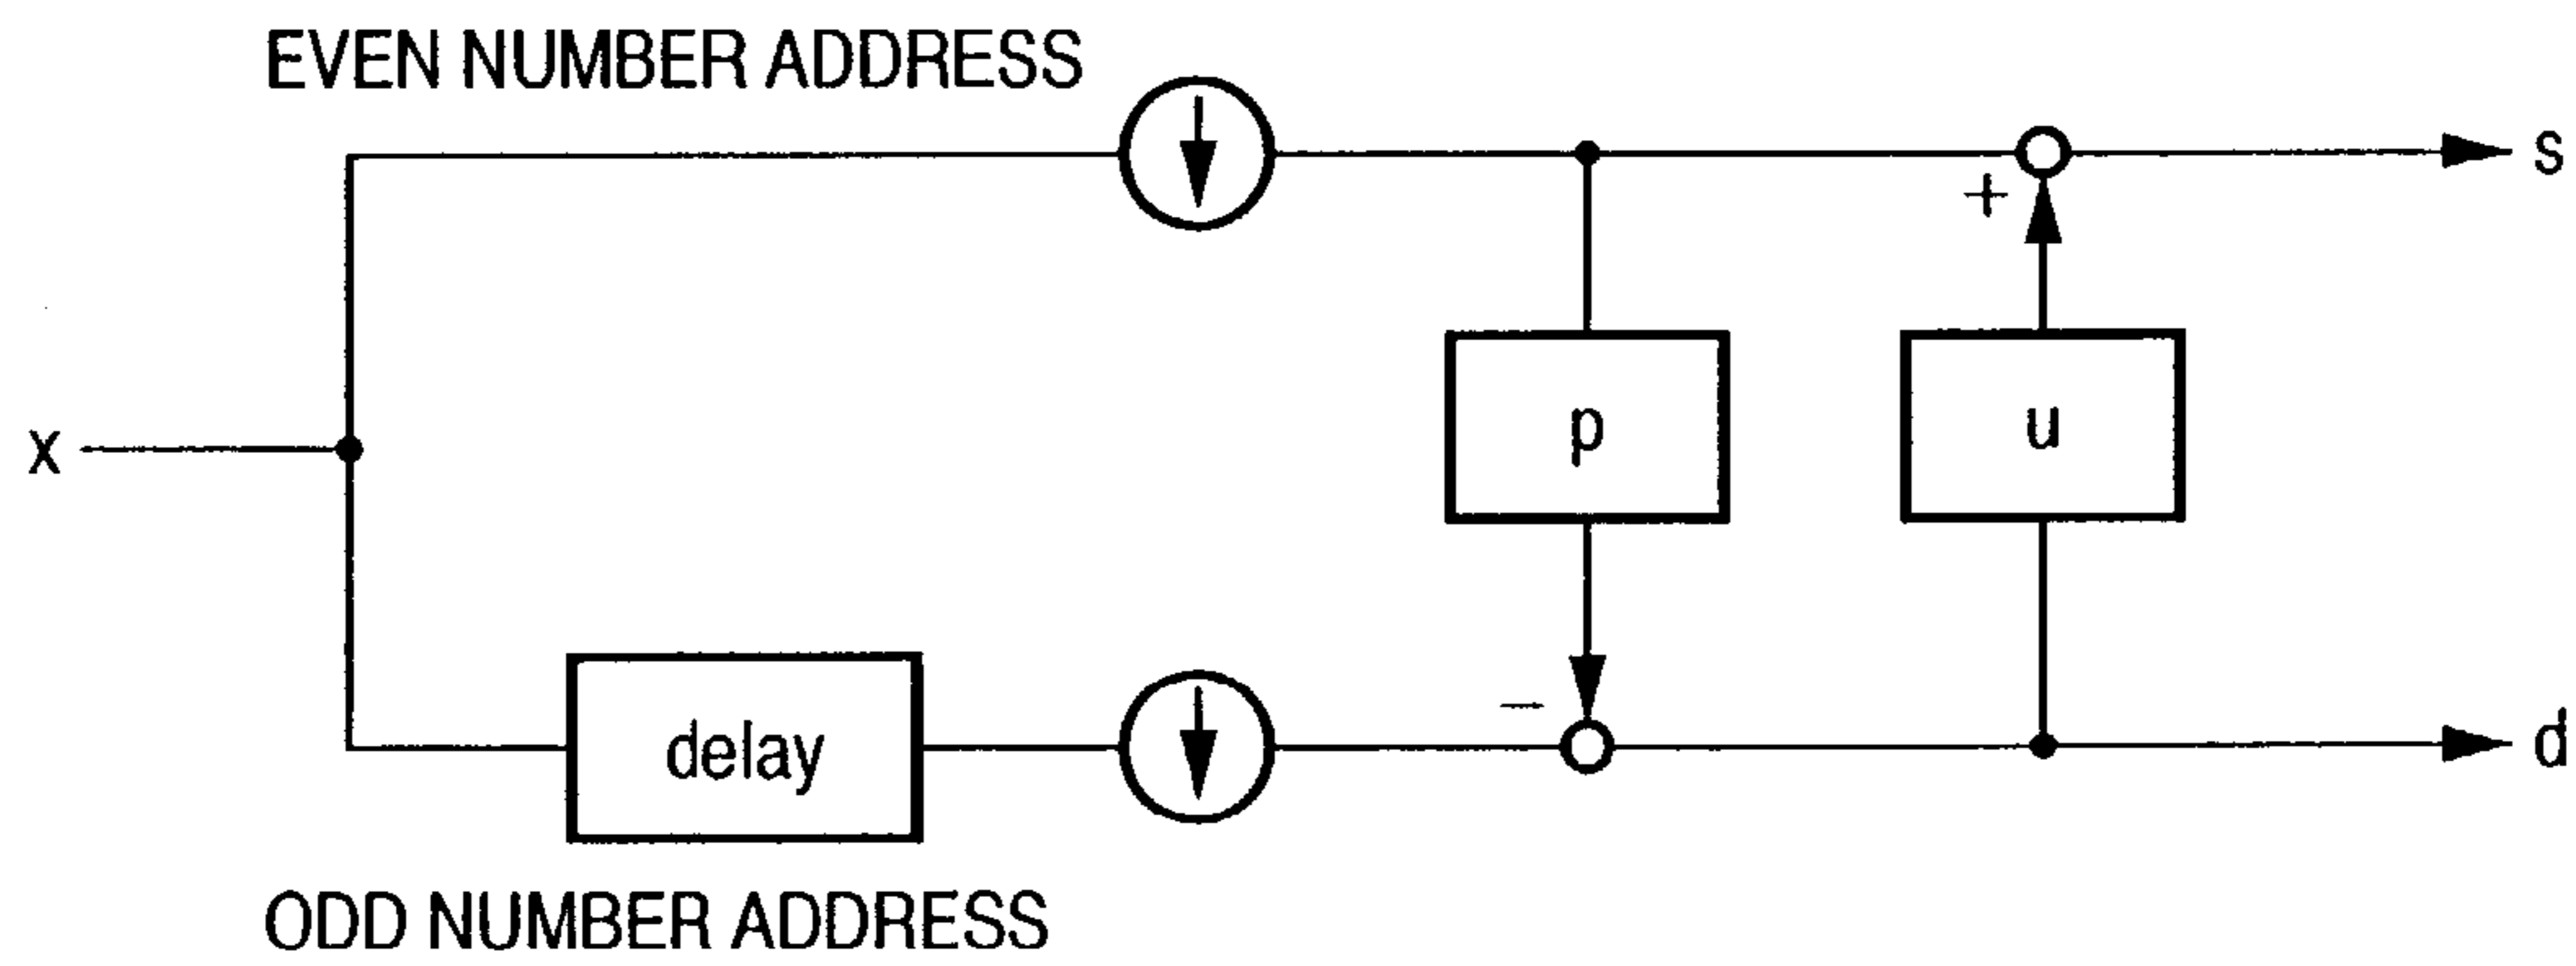 EVEN NUMBER ADDRESS
s
+
p
u
x
−
delay
d
ODD NUMBER ADDRESS